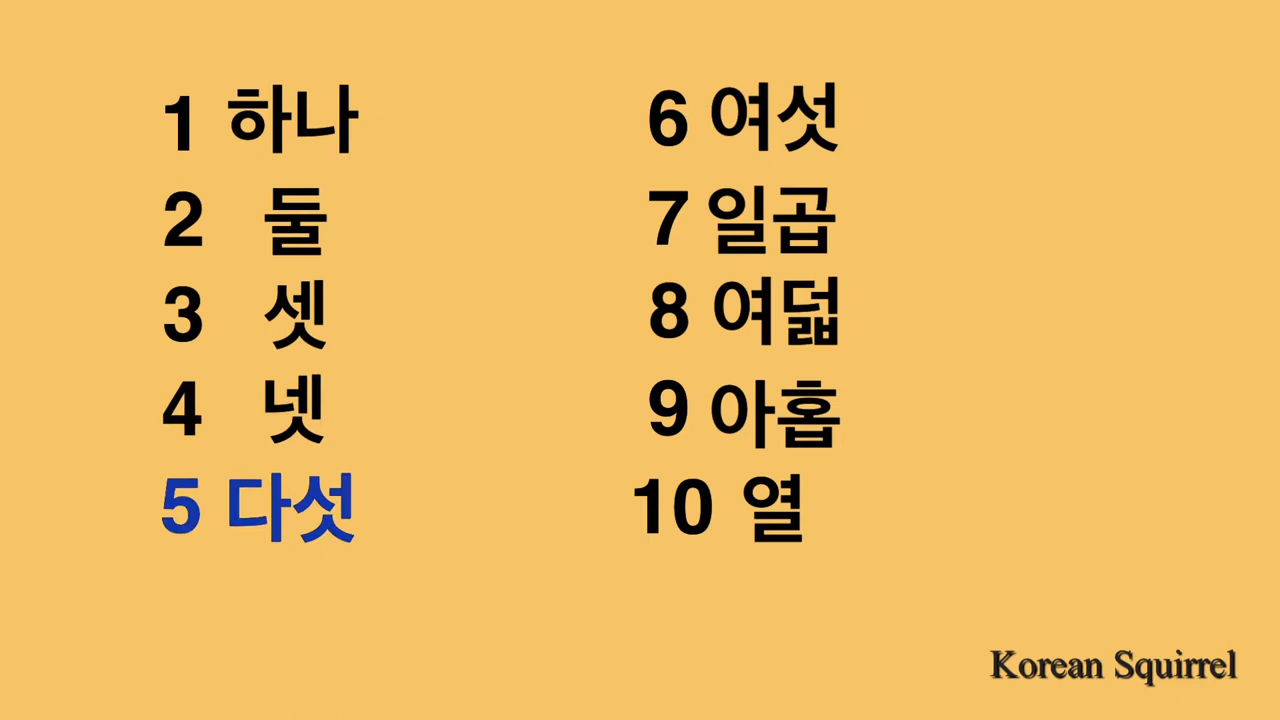 1 하나
2 둘
3 셋
4 넷
5 다섯
6 여섯
7 일곱
8 여덟
9 아홉
10 열
Korean Squirrel